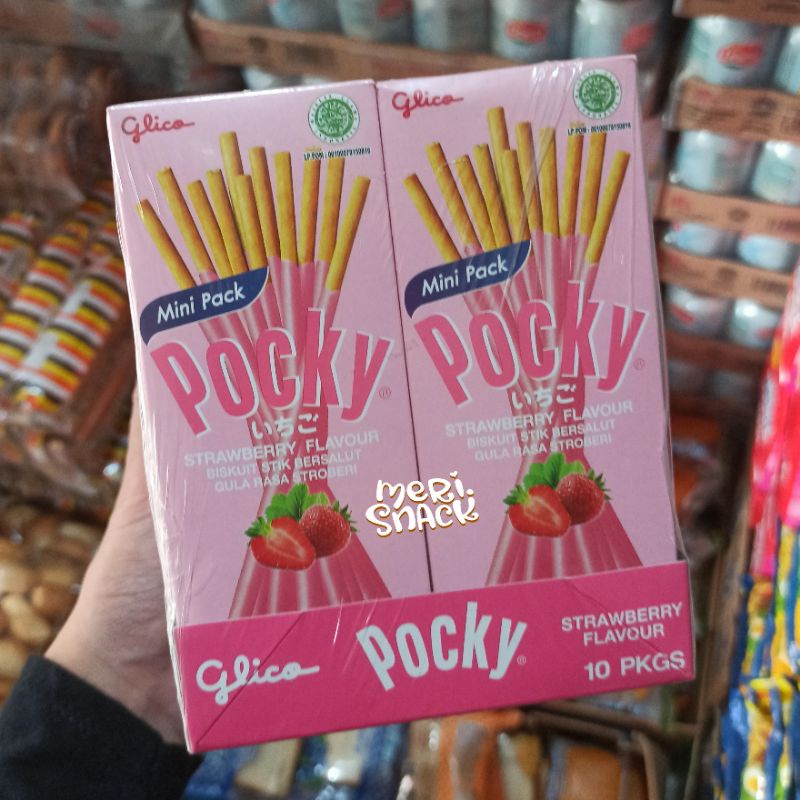 Glico
Mini Pack
Pocky
いちご
STRAWBERRY FLAVOUR
BISKUIT STIK BERSALUT
GULA RASA STROBERI
Glico
Mini Pack
Pocky
いちご
STRAWBERRY FLAVOUR
BISKUIT STIK BERSALUT
GULA RASA STROBERI
MERI
SNACK
Glico
Pocky
STRAWBERRY
FLAVOUR
10 PKGS